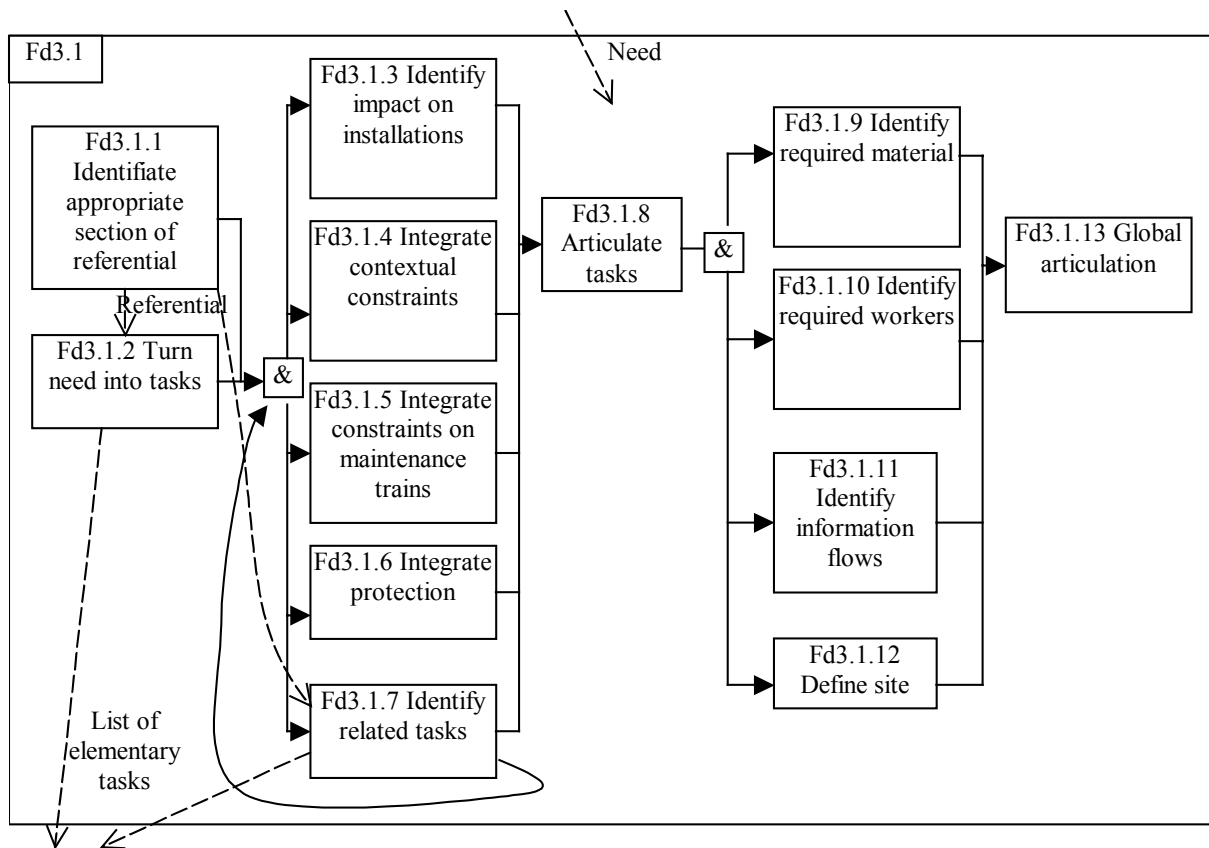 Need
Fd3.1
Fd3.1.1
Identifiate
appropriate
section of
referential
Referential
Fd3.1.2 Turn
need into tasks
&
Fd3.1.3 Identify
impact on
installations
Fd3.1.4 Integrate
contextual
constraints
Fd3.1.5 Integrate
constraints on
maintenance
trains
Fd3.1.6 Integrate
protection
Fd3.1.7 Identify
related tasks
Fd3.1.8
Articulate
tasks
&
Fd3.1.9 Identify
required material
Fd3.1.10 Identify
required workers
Fd3.1.11
Identify
information
flows
Fd3.1.12
Define site
Fd3.1.13 Global
articulation
List of
elementary
tasks